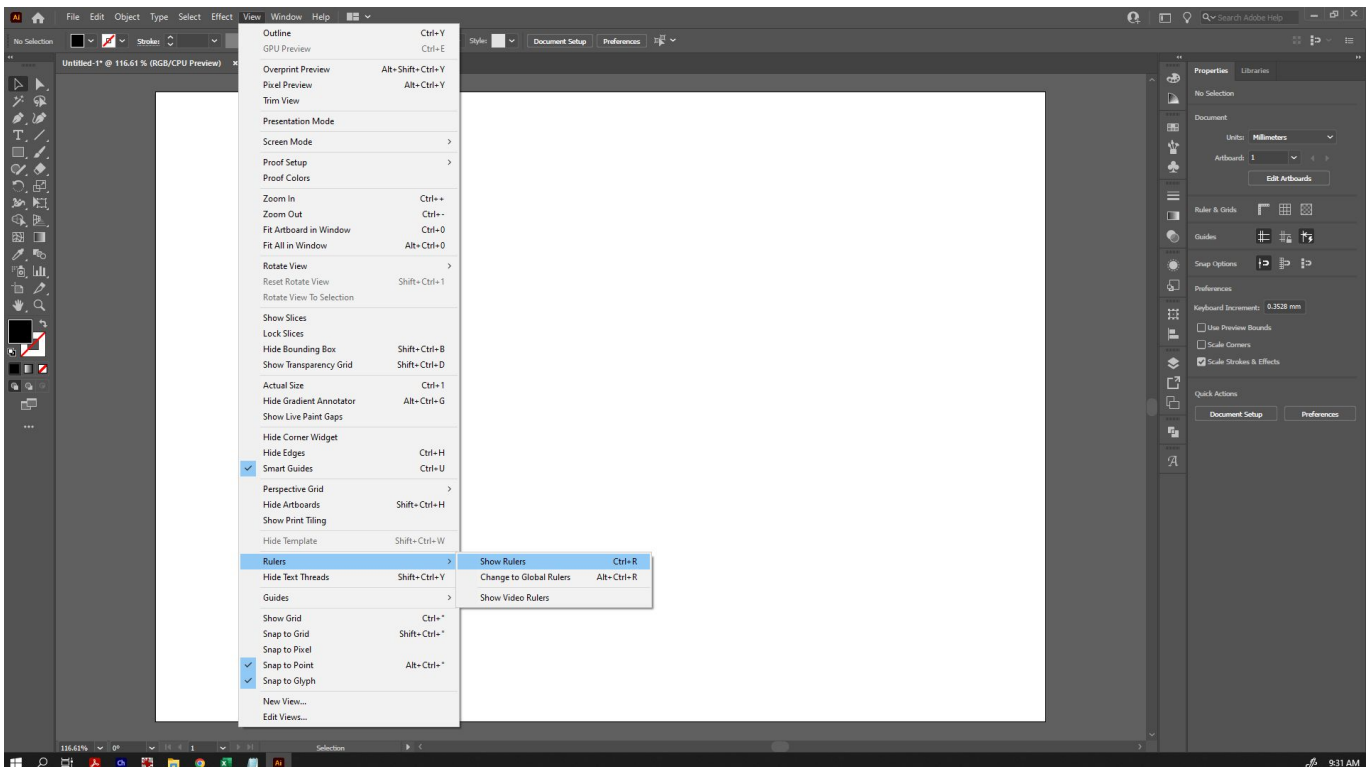 Ai File Edit Object Type Select Effect View Window Help Search Adobe Help
No Selection Stroke: Style: Document Setup Preferences
Untitled-1* @ 116.61 % (RGB/CPU Preview) ×
Outline Ctrl+Y
GPU Preview Ctrl+E
Overprint Preview Alt+Shift+Ctrl+Y
Pixel Preview Alt+Ctrl+Y
Trim View
Presentation Mode
Screen Mode >
Proof Setup >
Proof Colors
Zoom In Ctrl++
Zoom Out Ctrl+-
Fit Artboard in Window Ctrl+0
Fit All in Window Alt+Ctrl+0
Rotate View >
Reset Rotate View Shift+Ctrl+1
Rotate View To Selection
Show Slices
Lock Slices
Hide Bounding Box Shift+Ctrl+B
Show Transparency Grid Shift+Ctrl+D
Actual Size Ctrl+1
Hide Gradient Annotator Alt+Ctrl+G
Show Live Paint Gaps
Hide Corner Widget
Hide Edges Ctrl+H
Smart Guides Ctrl+U
Perspective Grid >
Hide Artboards Shift+Ctrl+H
Show Print Tiling
Hide Template Shift+Ctrl+W
Rulers >
Hide Text Threads Shift+Ctrl+Y
Guides >
Show Grid Ctrl+"
Snap to Grid Shift+Ctrl+"
Snap to Pixel
Snap to Point Alt+Ctrl+"
Snap to Glyph
New View...
Edit Views...
Show Rulers Ctrl+R
Change to Global Rulers Alt+Ctrl+R
Show Video Rulers
Properties Libraries
No Selection
Document
Units: Millimeters
Artboard: 1
Edit Artboards
Ruler & Grids
Guides
Snap Options
Preferences
Keyboard Increment: 0.3528 mm
Use Preview Bounds
Scale Corners
Scale Strokes & Effects
Quick Actions
Document Setup Preferences
116.61% 0° 1 Selection
Ch Ai 9:31 AM